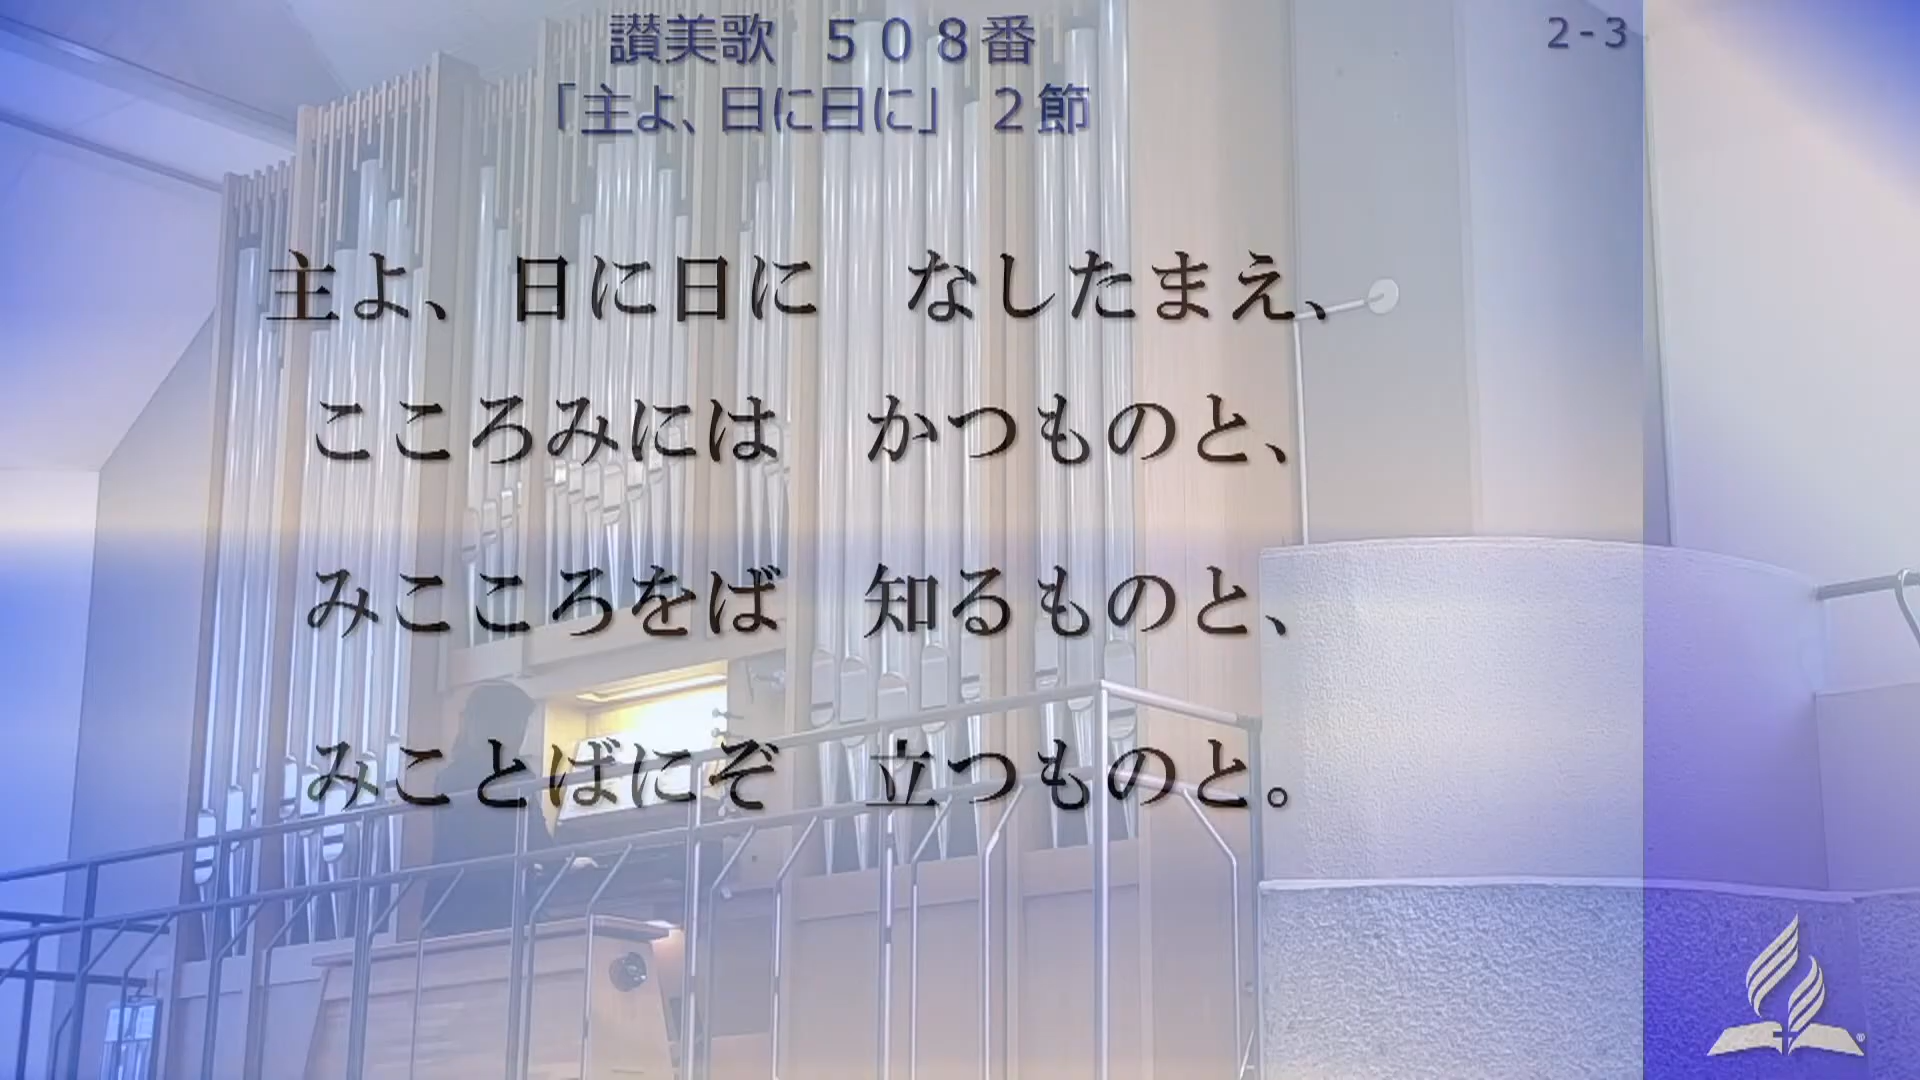 讃美歌　５０８番
2-3
「主よ、日に日に」　２節
主よ、日に日に　なしたまえ、
こころみには　かつものと、
みこころをば　知るものと、
みことばにぞ　立つものと。